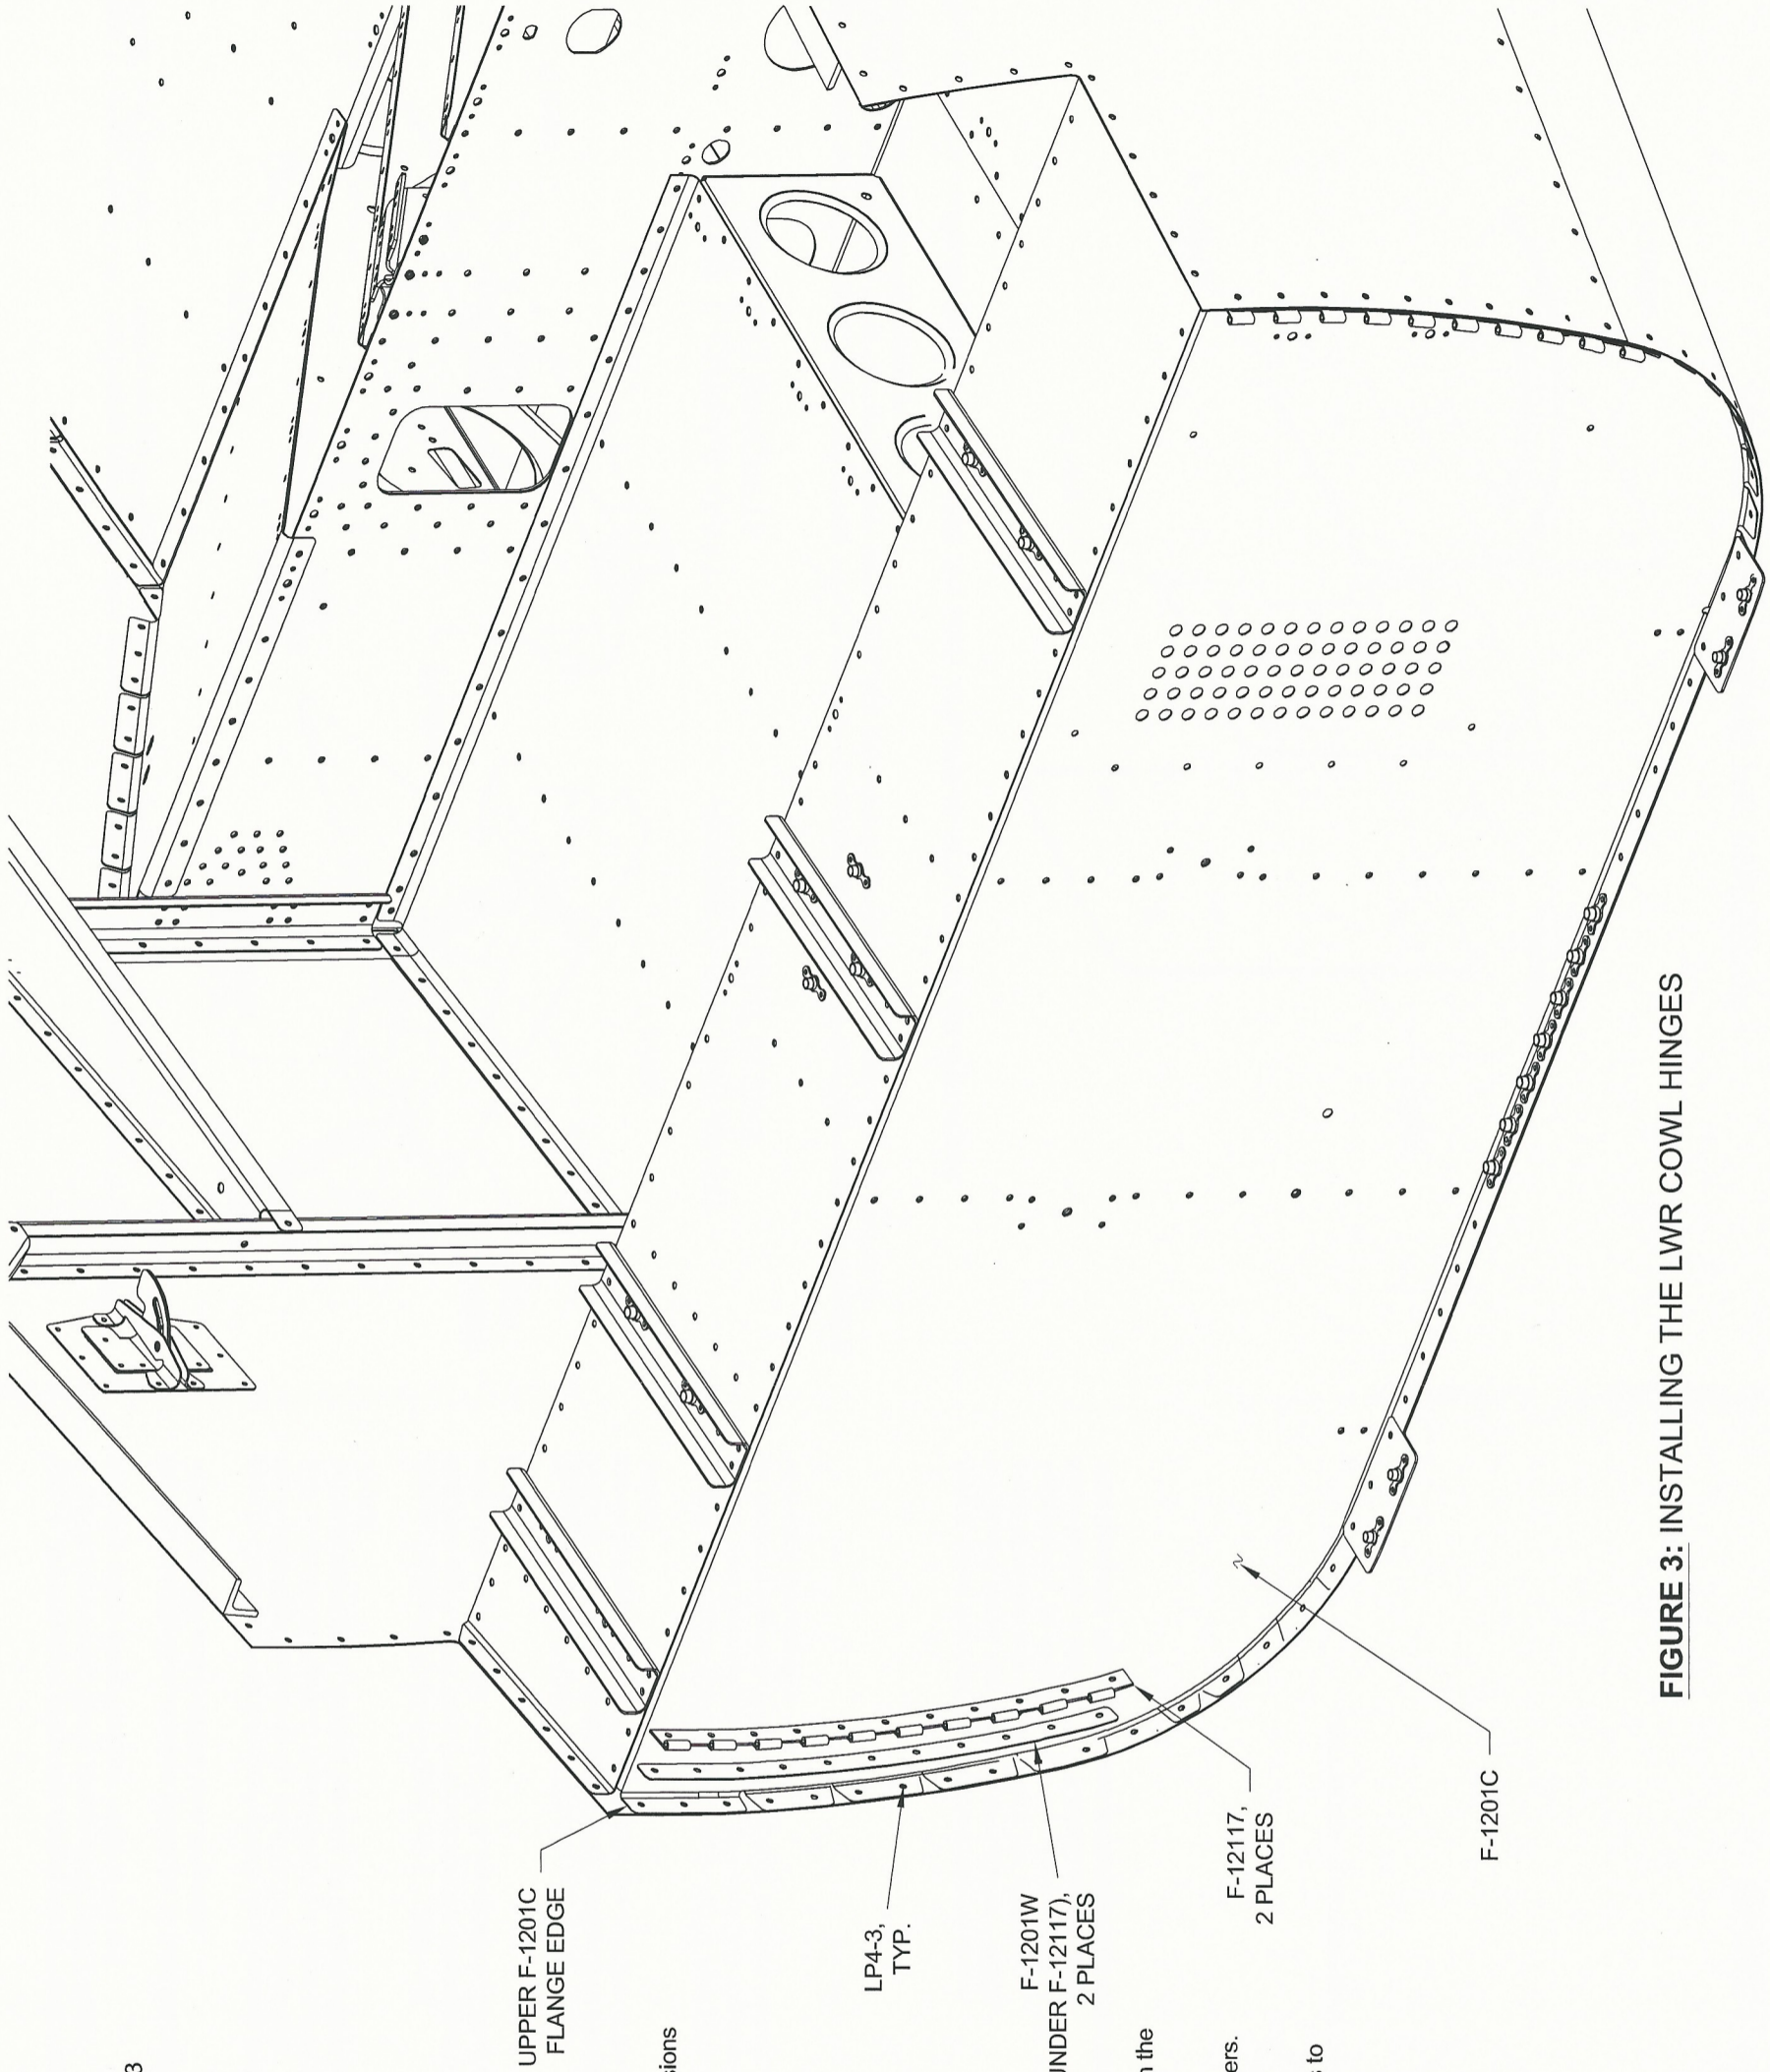 3
UPPER F-1201C
FLANGE EDGE
sions
LP4-3,
TYP.
F-1201W
UNDER F-12117),
2 PLACES
n the
ers.
s to
F-12117,
2 PLACES
F-1201C
FIGURE 3: INSTALLING THE LWR COWL HINGES